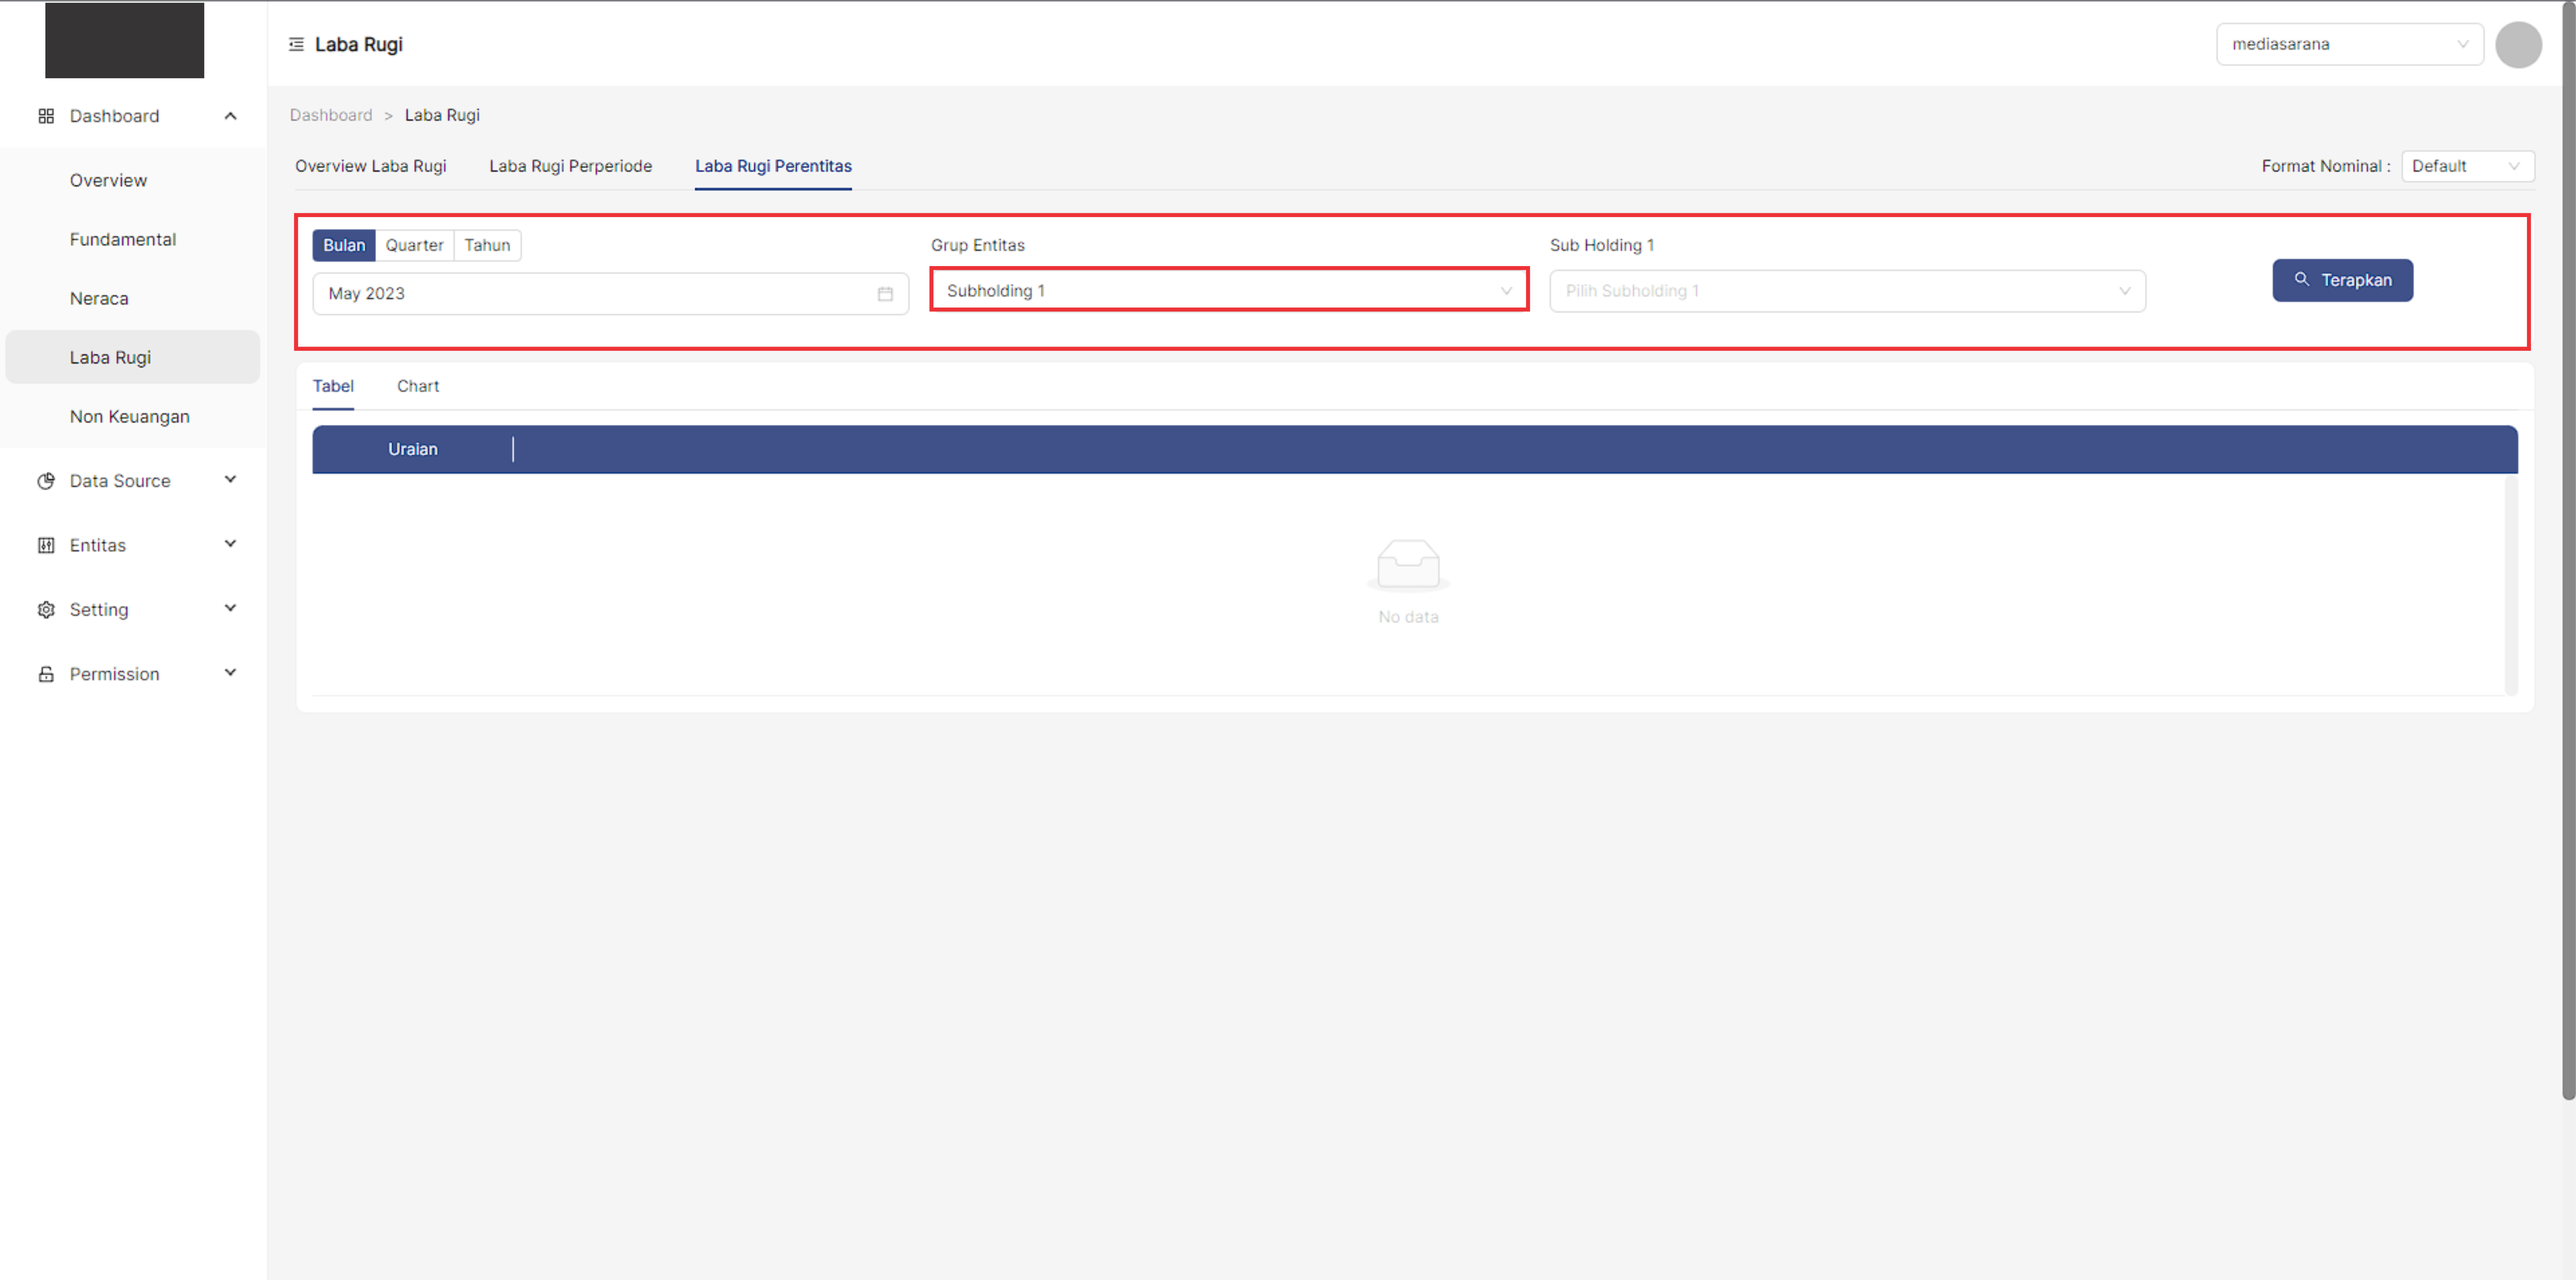 Laba Rugi
mediasarana
Dashboard
Overview
Fundamental
Neraca
Laba Rugi
Non Keuangan
Data Source
Entitas
Setting
Permission
Dashboard > Laba Rugi
Overview Laba Rugi Laba Rugi Perperiode Laba Rugi Perentitas
Format Nominal : Default
Bulan Quarter Tahun
May 2023
Grup Entitas
Subholding 1
Sub Holding 1
Pilih Subholding 1
Terapkan
Tabel Chart
Uraian
No data